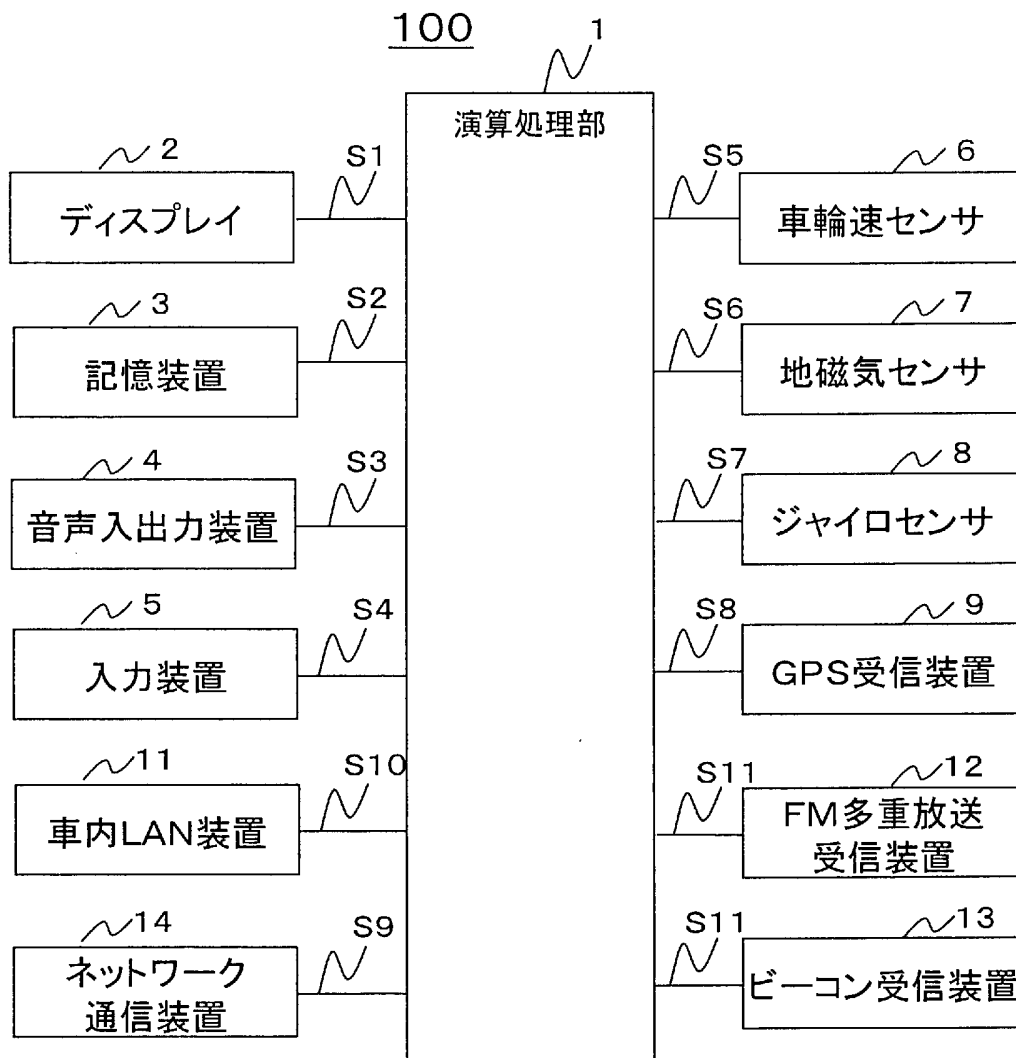 100
1
演算処理部
2
S1
ディスプレイ
3
S2
記憶装置
4
S3
音声入出力装置
5
S4
入力装置
11
S10
車内LAN装置
14
S9
ネットワーク
通信装置
S5
6
車輪速センサ
S6
7
地磁気センサ
S7
8
ジャイロセンサ
S8
9
GPS受信装置
S11
12
FM多重放送
受信装置
S11
13
ビーコン受信装置